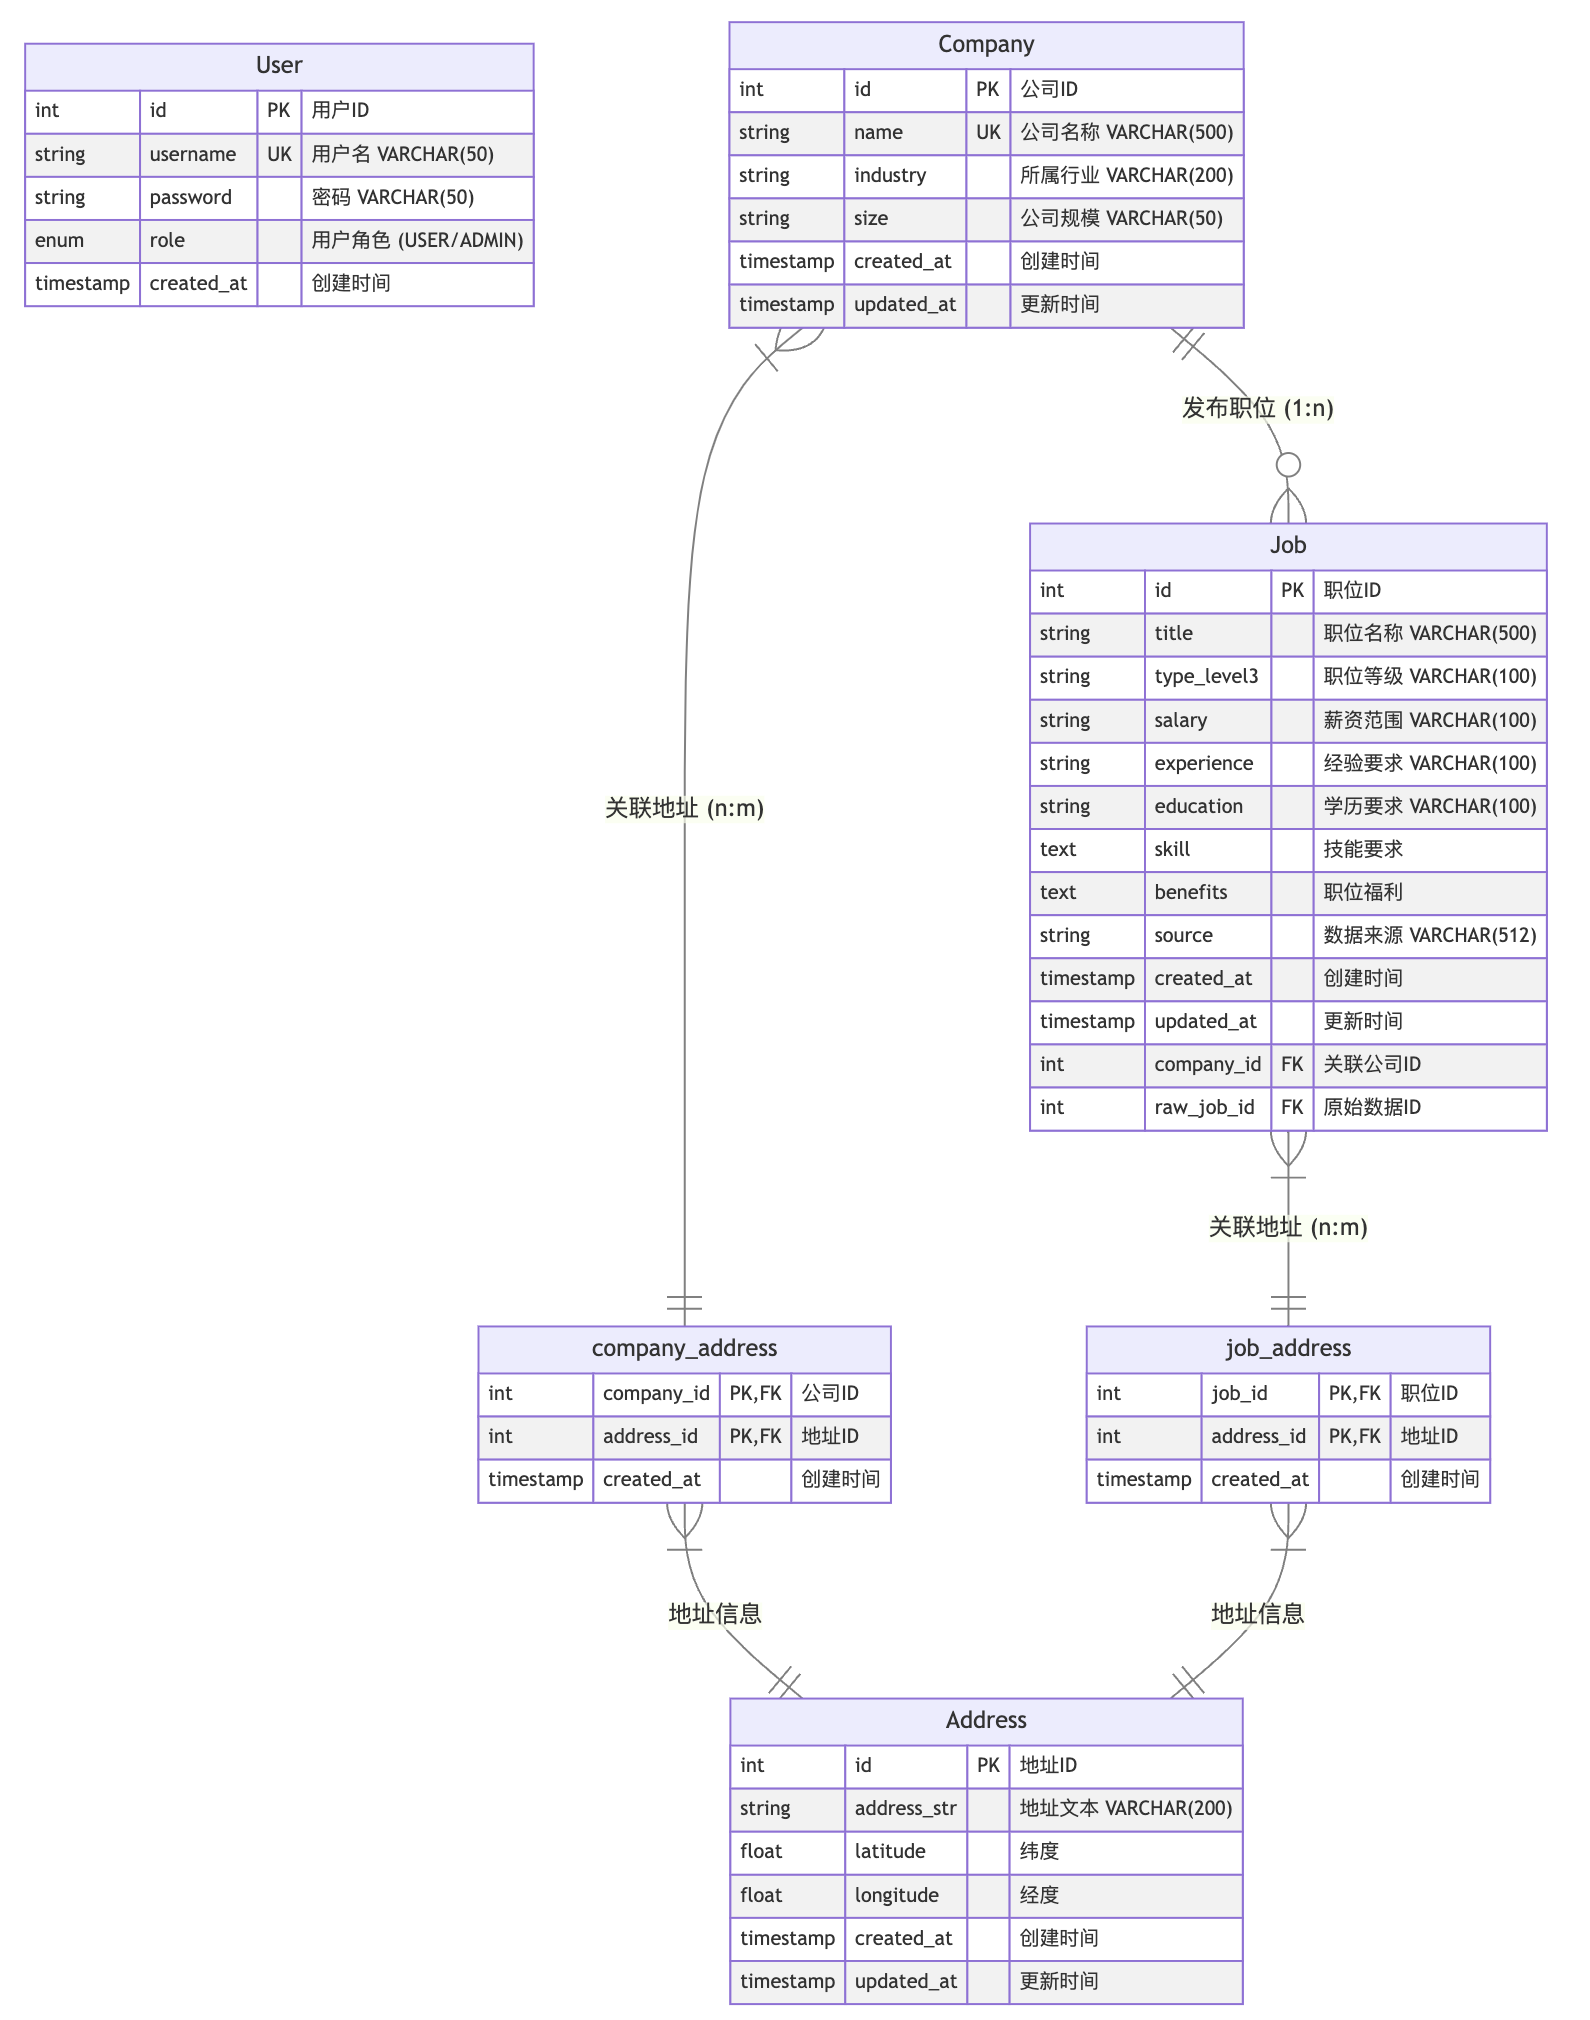 User
int id PK 用户ID
string username UK 用户名 VARCHAR(50)
string password 密码 VARCHAR(50)
enum role 用户角色 (USER/ADMIN)
timestamp created_at 创建时间
Company
int id PK 公司ID
string name UK 公司名称 VARCHAR(500)
string industry 所属行业 VARCHAR(200)
string size 公司规模 VARCHAR(50)
timestamp created_at 创建时间
timestamp updated_at 更新时间
发布职位 (1:n)
Job
int id PK 职位ID
string title 职位名称 VARCHAR(500)
string type_level3 职位等级 VARCHAR(100)
string salary 薪资范围 VARCHAR(100)
string experience 经验要求 VARCHAR(100)
string education 学历要求 VARCHAR(100)
text skill 技能要求
text benefits 职位福利
string source 数据来源 VARCHAR(512)
timestamp created_at 创建时间
timestamp updated_at 更新时间
int company_id FK 关联公司ID
int raw_job_id FK 原始数据ID
关联地址 (n:m)
关联地址 (n:m)
company_address
int company_id PK,FK 公司ID
int address_id PK,FK 地址ID
timestamp created_at 创建时间
job_address
int job_id PK,FK 职位ID
int address_id PK,FK 地址ID
timestamp created_at 创建时间
地址信息
地址信息
Address
int id PK 地址ID
string address_str 地址文本 VARCHAR(200)
float latitude 纬度
float longitude 经度
timestamp created_at 创建时间
timestamp updated_at 更新时间